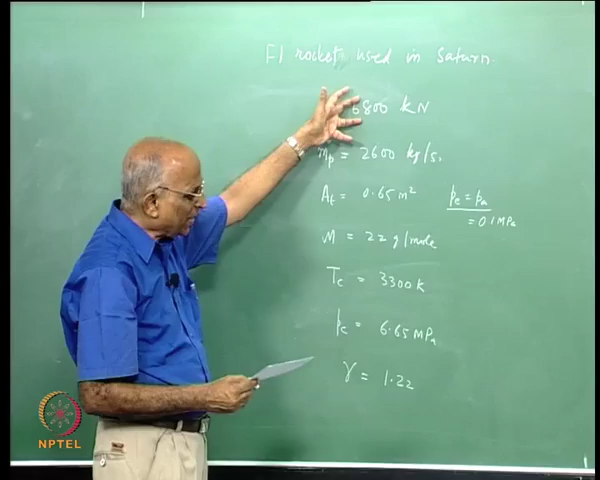 F1 rocket used in Saturn.
6800 kN
ṁp = 2600 kg/s.
At = 0.65 m²
pe = pa
= 0.1 MPa
M = 22 g/mole
Tc = 3300 K
pc = 6.65 MPa
γ = 1.22
NPTEL